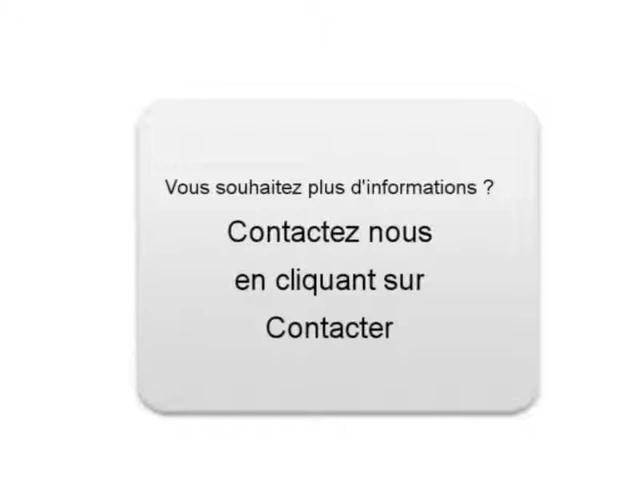 Vous souhaitez plus d'informations ?
Contactez nous
en cliquant sur
Contacter